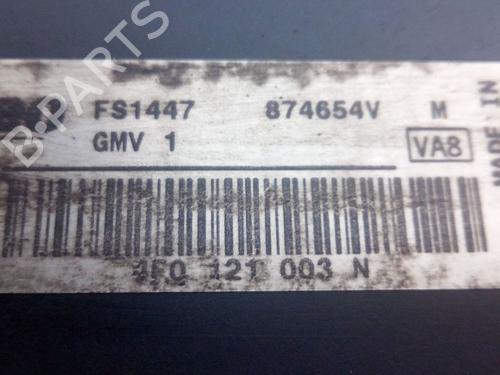 B-PARTS
FS1447 874654V M
GMV 1 VA8
MADE IN
4F0 121 003 N